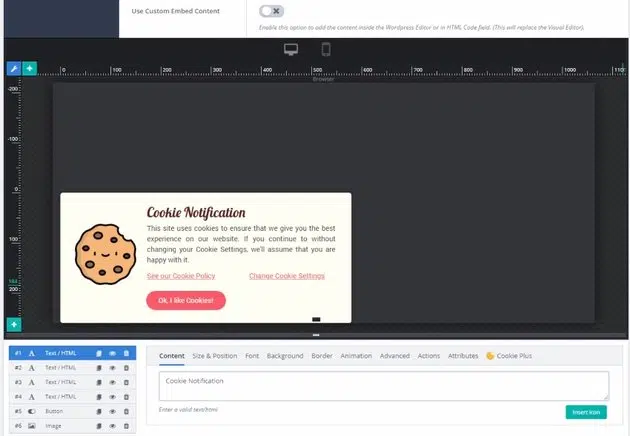 Use Custom Embed Content
Enable this option to add the content inside the Wordpress Editor or in HTML Code field. (This will replace the Visual Editor).
0 100 200 300 400 500 600 700 800 900 1000 110
Browser
-200
-100
0
100
200
Cookie Notification
This site uses cookies to ensure that we give you the best
experience on our website. If you continue to without
changing your Cookie Settings, we'll assume that you are
happy with it.
See our Cookie Policy Change Cookie Settings
Ok, I like Cookies!
#1 A Text / HTML
#2 A Text / HTML
#3 A Text / HTML
#4 A Text / HTML
#5 Button
#6 Image
Content Size & Position Font Background Border Animation Advanced Actions Attributes Cookie Plus
Cookie Notification
Enter a valid text/html
Insert Icon